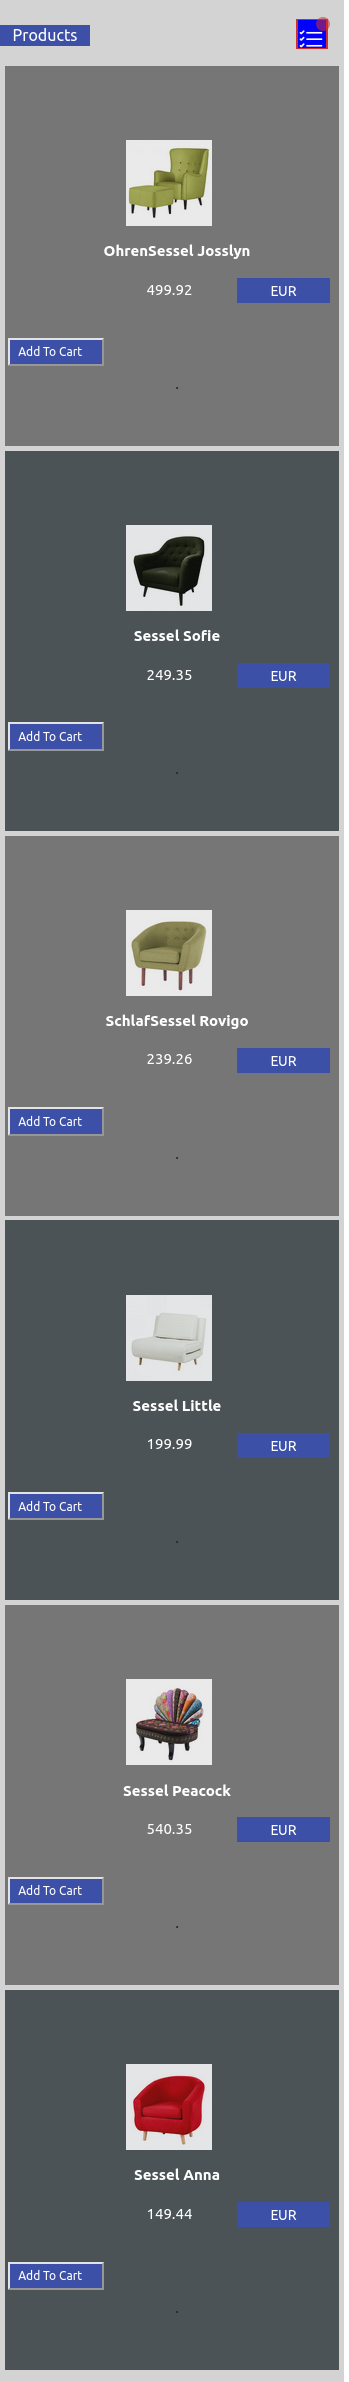 Products
OhrenSessel Josslyn
499.92 EUR
Add To Cart
.
Sessel Sofie
249.35 EUR
Add To Cart
.
SchlafSessel Rovigo
239.26 EUR
Add To Cart
.
Sessel Little
199.99 EUR
Add To Cart
.
Sessel Peacock
540.35 EUR
Add To Cart
.
Sessel Anna
149.44 EUR
Add To Cart
.